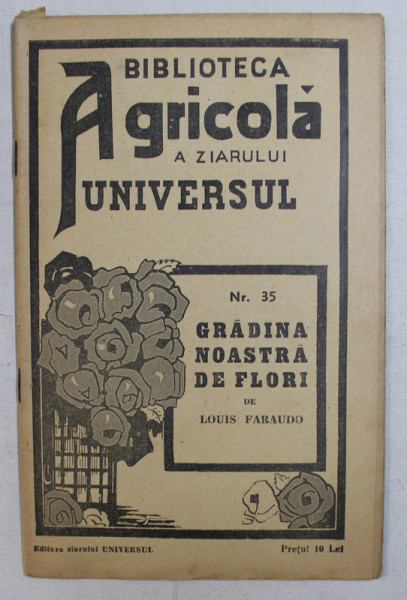 BIBLIOTECA
Agricolă
A ZIARULUI
UNIVERSUL
Nr. 35
GRĂDINA
NOASTRĂ
DE FLORI
DE
LOUIS FARAUDO
Editura ziarului UNIVERSUL
Prețul 10 Lei